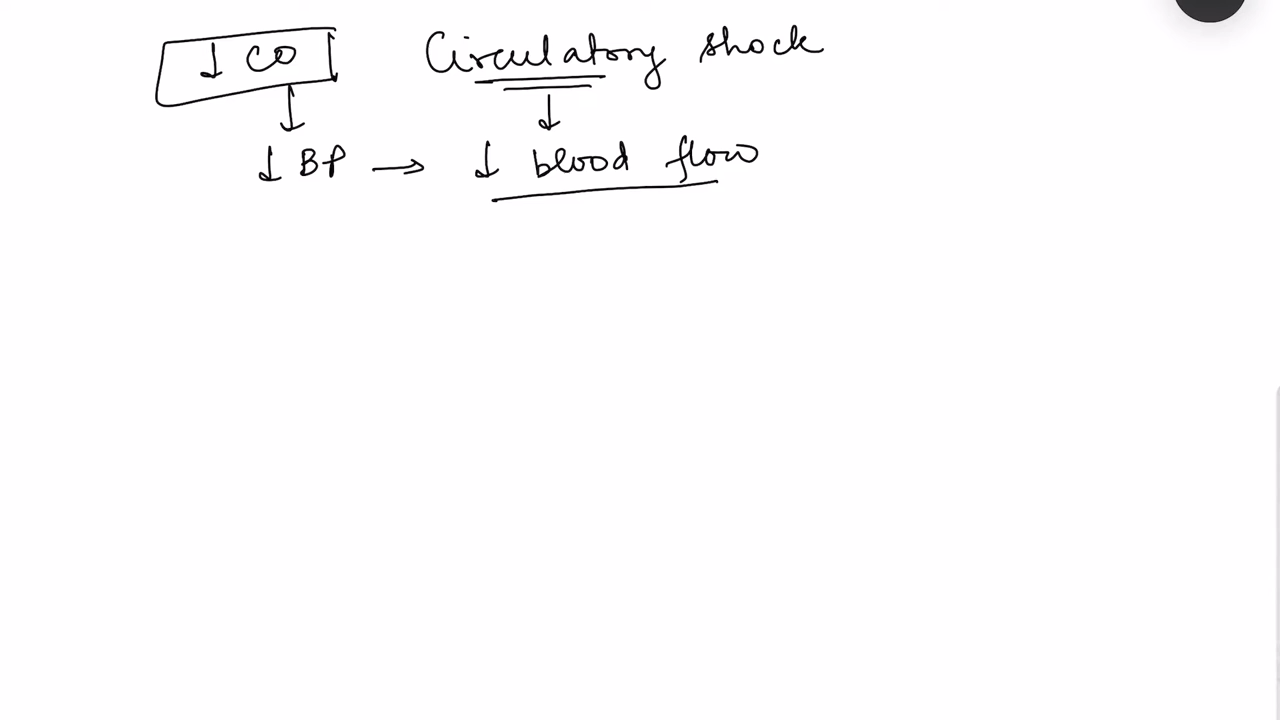 ↓ CO Circulatory shock
↓ ↓
↓ BP → ↓ blood flow